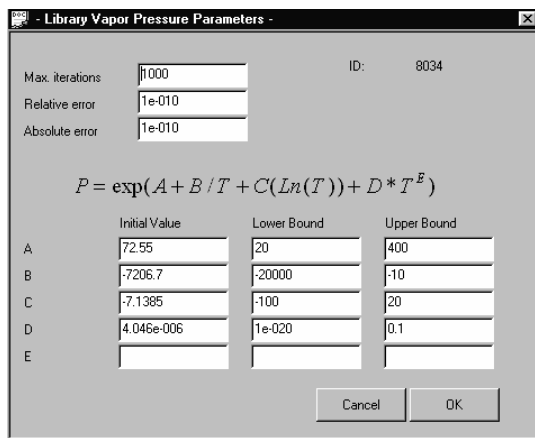 - Library Vapor Pressure Parameters -
Max. iterations 1000 ID: 8034
Relative error 1e-010
Absolute error 1e-010
P = exp(A + B / T + C(Ln(T)) + D * T^E)
Initial Value Lower Bound Upper Bound
A 72.55 20 400
B -7206.7 -20000 -10
C -7.1385 -100 20
D 4.046e-006 1e-020 0.1
E
Cancel OK